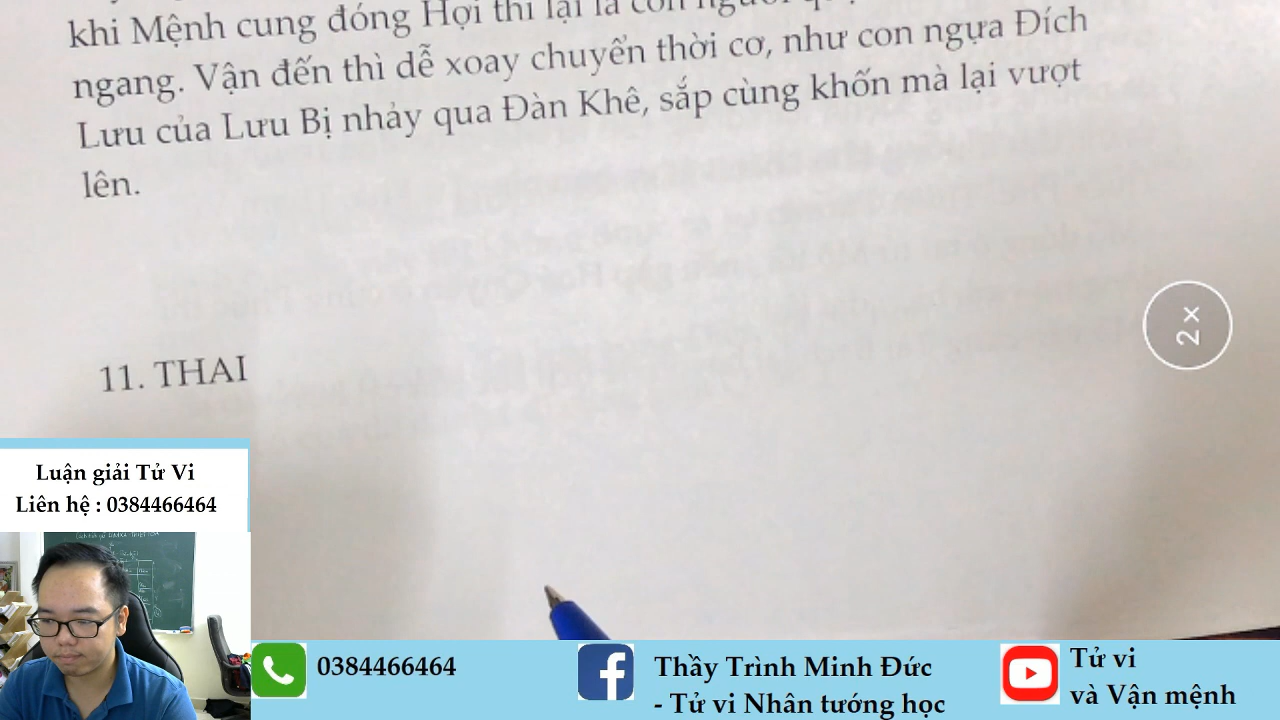 khi Mệnh cung đóng Hợi thì lại là con người
ngang. Vận đến thì dễ xoay chuyển thời cơ, như con ngựa Đích
Lưu của Lưu Bị nhảy qua Đàn Khê, sắp cùng khốn mà lại vượt
lên.
2×
11. THAI
Luận giải Tử Vi
Liên hệ : 0384466464
0384466464
Thầy Trình Minh Đức
- Tử vi Nhân tướng học
Tử vi
và Vận mệnh